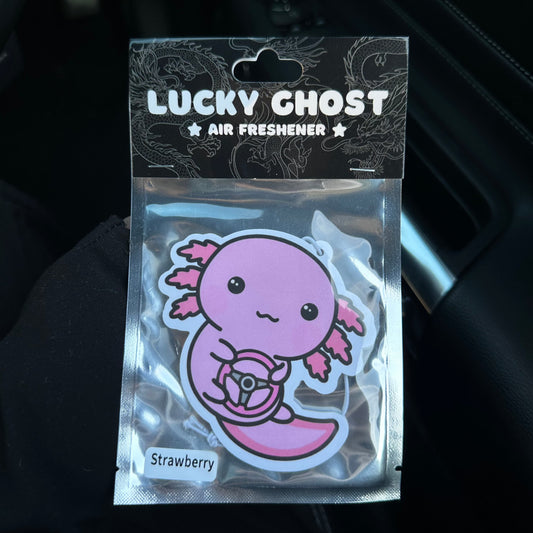 LUCKY GHOST
★ AIR FRESHENER ★
Strawberry